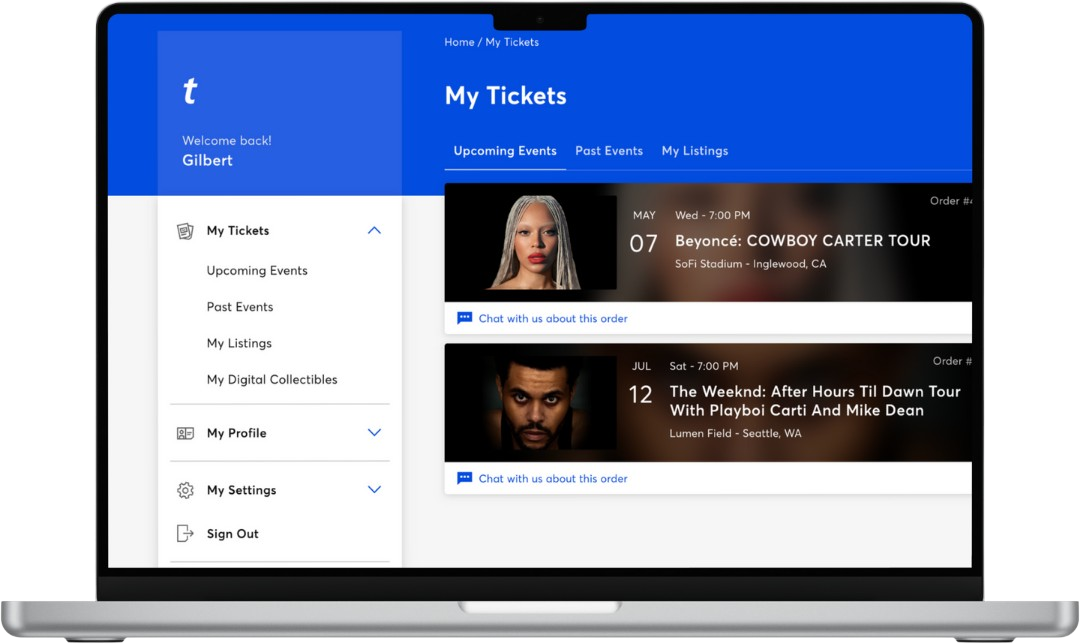 Home / My Tickets
t
My Tickets
Welcome back!
Gilbert
Upcoming Events Past Events My Listings
My Tickets
Upcoming Events
Past Events
My Listings
My Digital Collectibles
My Profile
My Settings
Sign Out
Order #4
MAY Wed - 7:00 PM
07 Beyoncé: COWBOY CARTER TOUR
SoFi Stadium - Inglewood, CA
Chat with us about this order
Order #
JUL Sat - 7:00 PM
12 The Weeknd: After Hours Til Dawn Tour
With Playboi Carti And Mike Dean
Lumen Field - Seattle, WA
Chat with us about this order